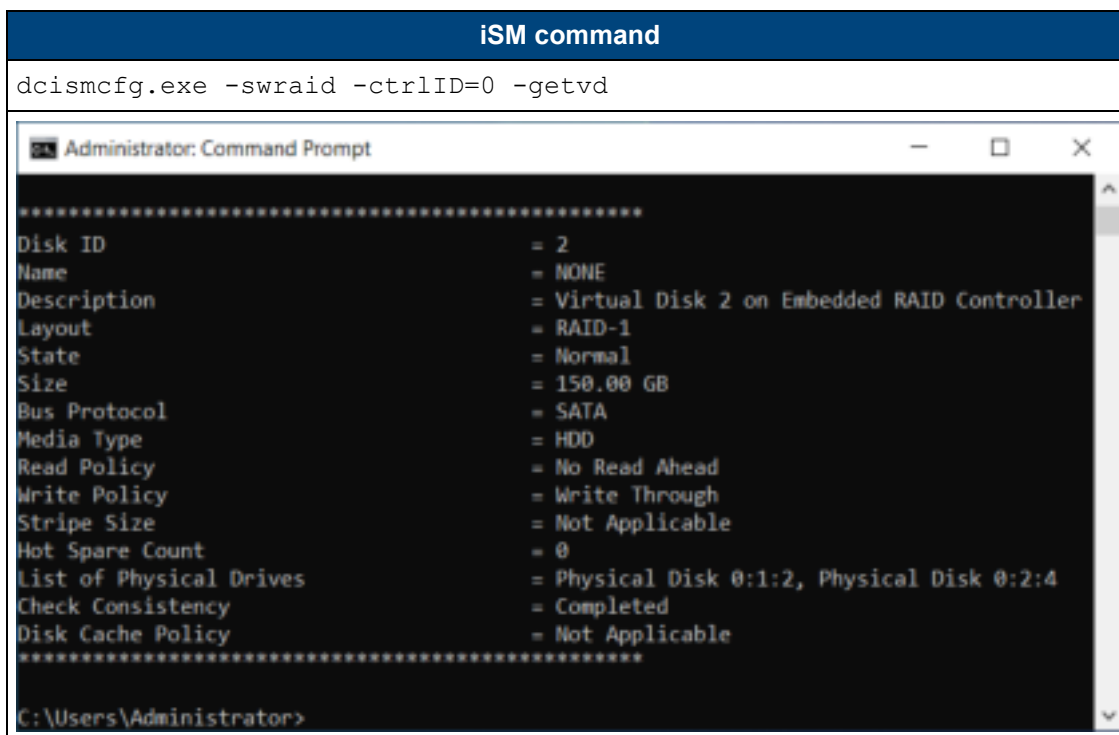 iSM command
dcismcfg.exe -swraid -ctrlID=0 -getvd
Administrator: Command Prompt
**************************************************
Disk ID = 2
Name = NONE
Description = Virtual Disk 2 on Embedded RAID Controller
Layout = RAID-1
State = Normal
Size = 150.00 GB
Bus Protocol = SATA
Media Type = HDD
Read Policy = No Read Ahead
Write Policy = Write Through
Stripe Size = Not Applicable
Hot Spare Count = 0
List of Physical Drives = Physical Disk 0:1:2, Physical Disk 0:2:4
Check Consistency = Completed
Disk Cache Policy = Not Applicable
**************************************************
C:\Users\Administrator>